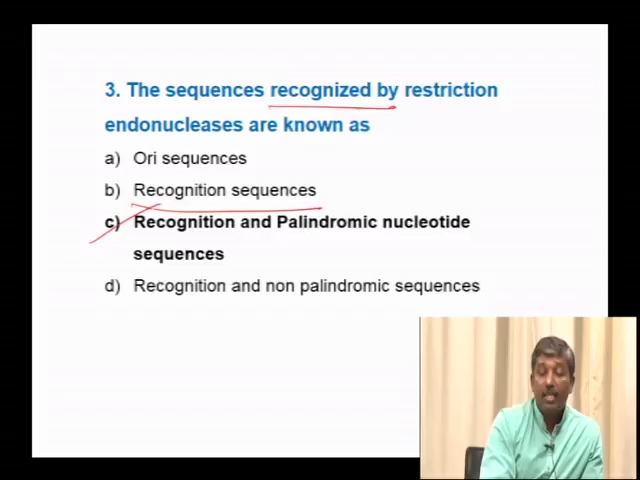 3. The sequences recognized by restriction
endonucleases are known as
a) Ori sequences
b) Recognition sequences
c) Recognition and Palindromic nucleotide
sequences
d) Recognition and non palindromic sequences